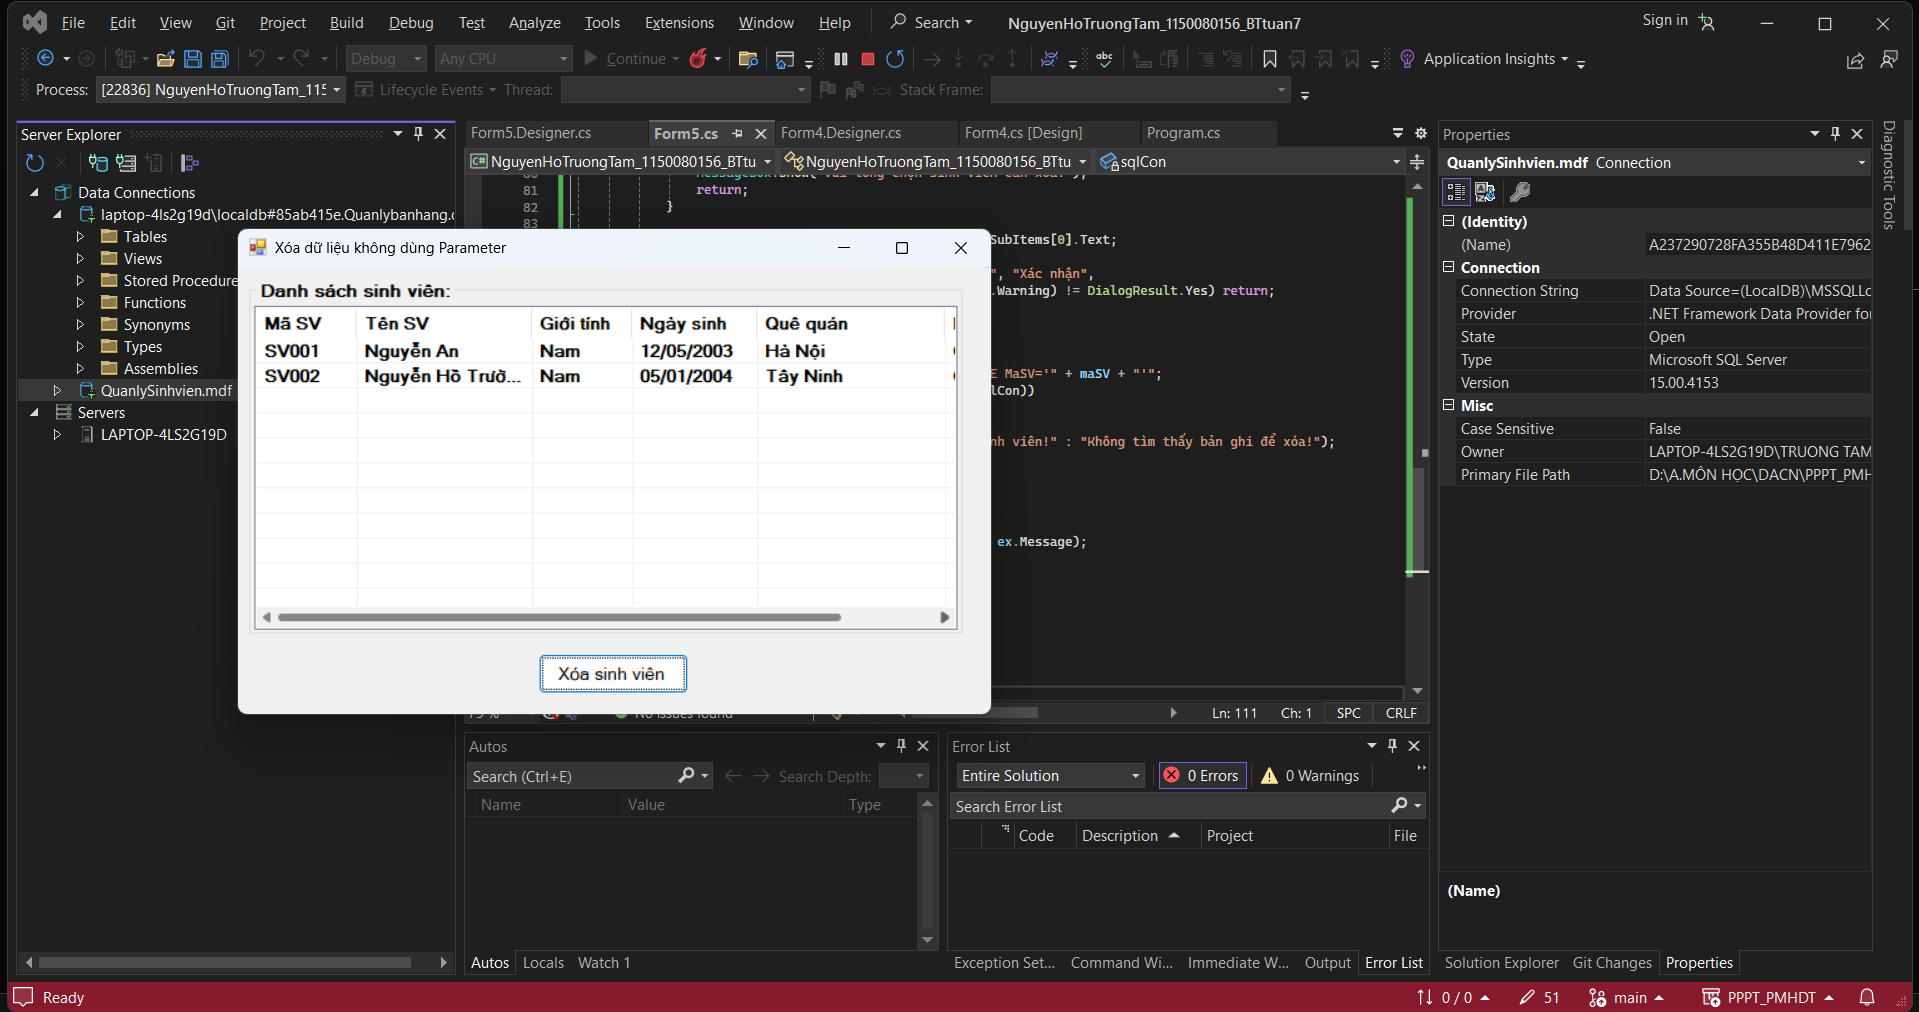 File Edit View Git Project Build Debug Test Analyze Tools Extensions Window Help Search NguyenHoTruongTam_1150080156_BTtuan7 Sign in
Debug Any CPU Continue Application Insights
Process: [22836] NguyenHoTruongTam_115 Lifecycle Events Thread: Stack Frame:
Server Explorer
Data Connections
laptop-4ls2g19d\localdb#85ab415e.Quanlybanhang.
Tables
Views
Stored Procedure
Functions
Synonyms
Types
Assemblies
QuanlySinhvien.mdf
Servers
LAPTOP-4LS2G19D
Form5.Designer.cs Form5.cs Form4.Designer.cs Form4.cs [Design] Program.cs
NguyenHoTruongTam_1150080156_BTtu NguyenHoTruongTam_1150080156_BTtu sqlCon
81 return;
82 }
83
SubItems[0].Text;
", "Xác nhận",
.Warning) != DialogResult.Yes) return;
E MaSV='" + maSV + "'";
lCon))
nh viên!" : "Không tìm thấy bản ghi để xóa!");
ex.Message);
No issues found Ln: 111 Ch: 1 SPC CRLF
Xóa dữ liệu không dùng Parameter
Danh sách sinh viên:
Mã SV Tên SV Giới tính Ngày sinh Quê quán
SV001 Nguyễn An Nam 12/05/2003 Hà Nội
SV002 Nguyễn Hồ Trườ... Nam 05/01/2004 Tây Ninh
Xóa sinh viên
Autos
Search (Ctrl+E) Search Depth:
Name Value Type
Autos Locals Watch 1
Error List
Entire Solution 0 Errors 0 Warnings
Search Error List
Code Description Project File
Exception Set... Command Wi... Immediate W... Output Error List
Properties
QuanlySinhvien.mdf Connection
(Identity)
(Name) A237290728FA355B48D411E7962
Connection
Connection String Data Source=(LocalDB)\MSSQLLo
Provider .NET Framework Data Provider for
State Open
Type Microsoft SQL Server
Version 15.00.4153
Misc
Case Sensitive False
Owner LAPTOP-4LS2G19D\TRUONG TAM
Primary File Path D:\A.MÔN HỌC\DACN\PPPT_PMH
(Name)
Solution Explorer Git Changes Properties
Diagnostic Tools
Ready 0 / 0 51 main PPPT_PMHDT